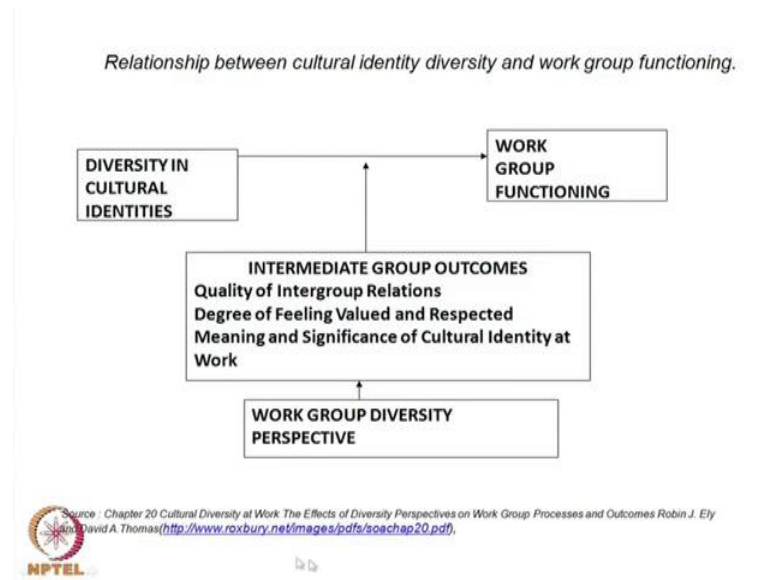 Relationship between cultural identity diversity and work group functioning.
DIVERSITY IN
CULTURAL
IDENTITIES
WORK
GROUP
FUNCTIONING
INTERMEDIATE GROUP OUTCOMES
Quality of Intergroup Relations
Degree of Feeling Valued and Respected
Meaning and Significance of Cultural Identity at
Work
WORK GROUP DIVERSITY
PERSPECTIVE
Source : Chapter 20 Cultural Diversity at Work The Effects of Diversity Perspectives on Work Group Processes and Outcomes Robin J. Ely
and David A.Thomas(http://www.roxbury.net/images/pdfs/soachap20.pdf),
NPTEL